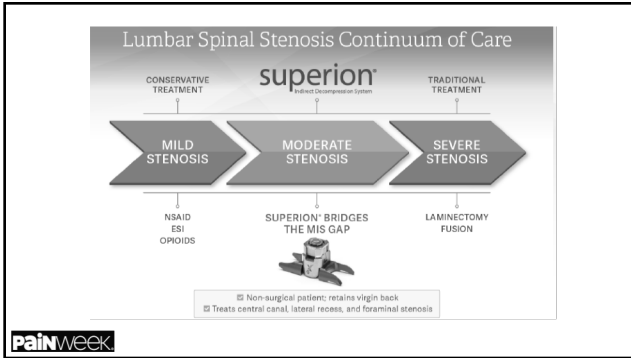 Lumbar Spinal Stenosis Continuum of Care
CONSERVATIVE
TREATMENT
superion®
Indirect Decompression System
TRADITIONAL
TREATMENT
MILD
STENOSIS
MODERATE
STENOSIS
SEVERE
STENOSIS
NSAID
ESI
OPIOIDS
SUPERION® BRIDGES
THE MIS GAP
LAMINECTOMY
FUSION
☑ Non-surgical patient; retains virgin back
☑ Treats central canal, lateral recess, and foraminal stenosis
PaiNWeek.